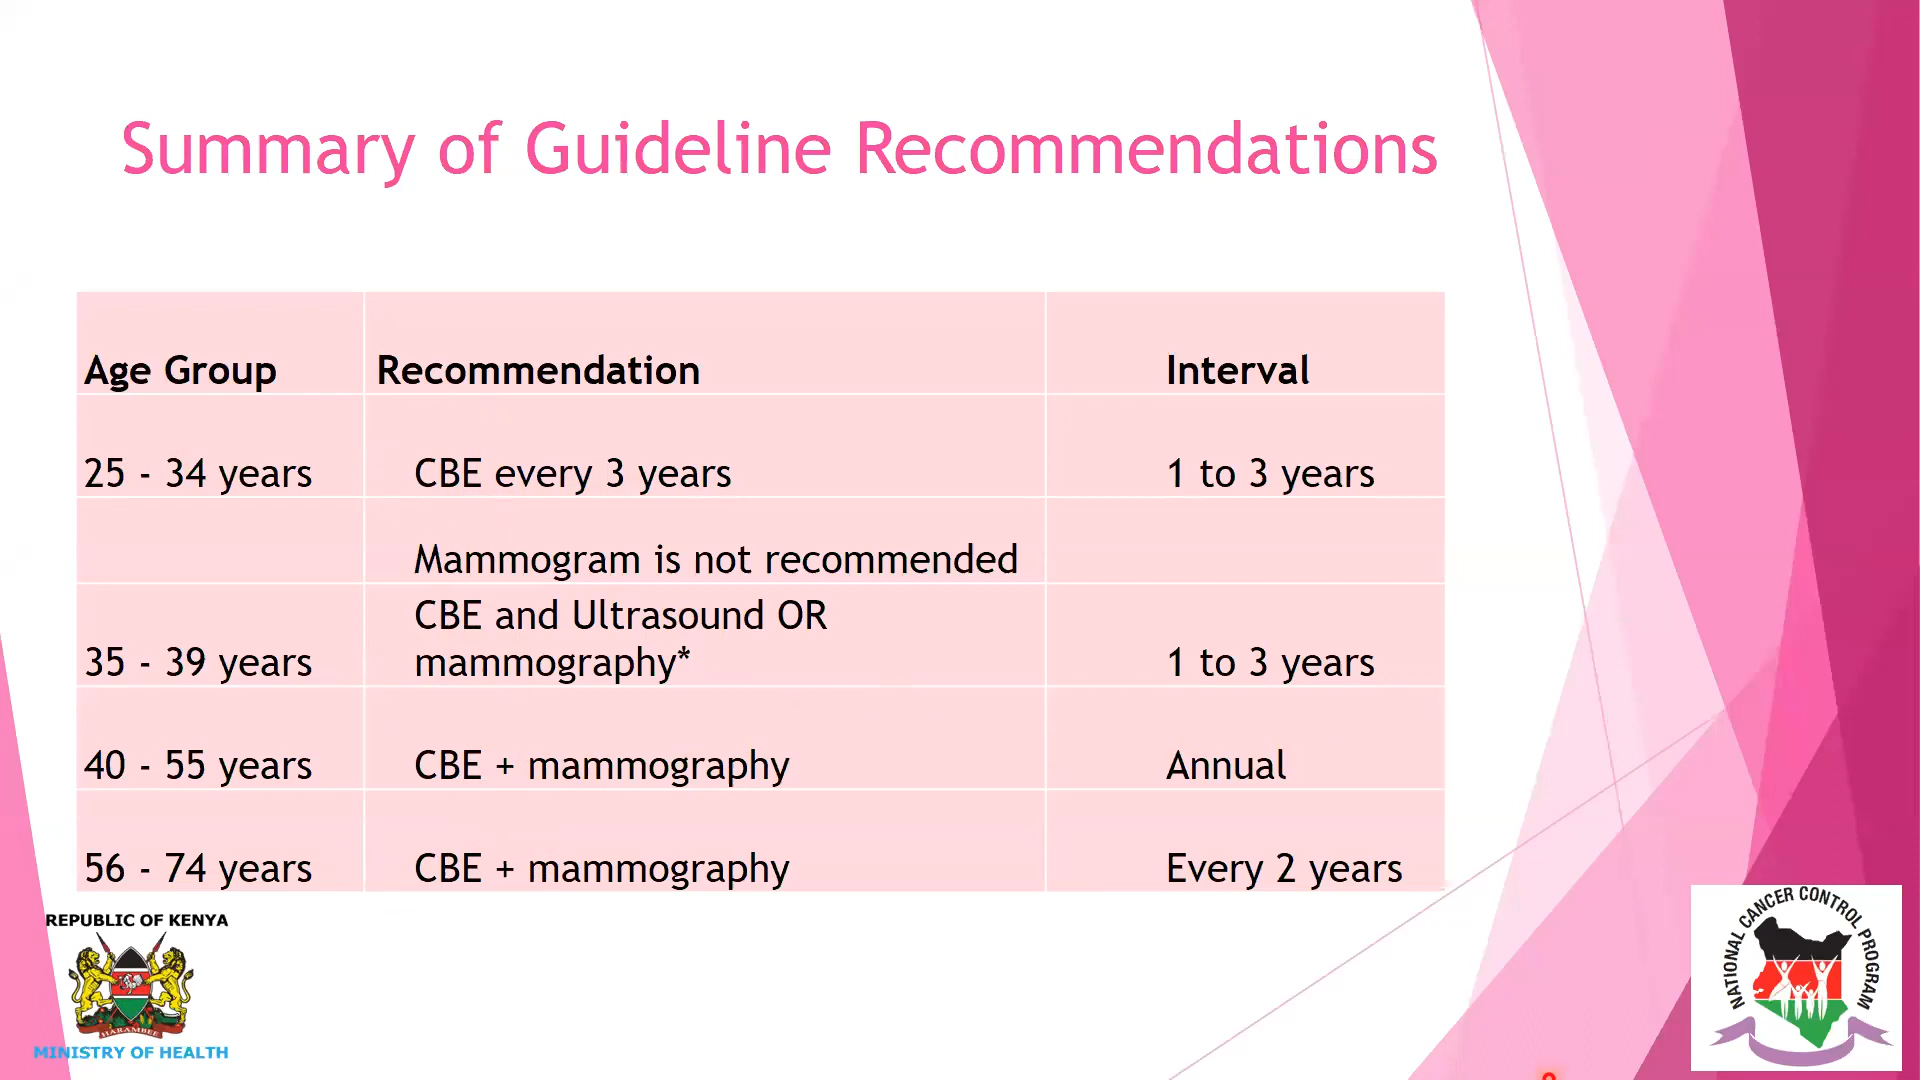 Summary of Guideline Recommendations
Age Group Recommendation Interval
25 - 34 years CBE every 3 years 1 to 3 years
Mammogram is not recommended
CBE and Ultrasound OR
35 - 39 years mammography* 1 to 3 years
40 - 55 years CBE + mammography Annual
56 - 74 years CBE + mammography Every 2 years
REPUBLIC OF KENYA
HARAMBEE
MINISTRY OF HEALTH
NATIONAL CANCER CONTROL PROGRAM